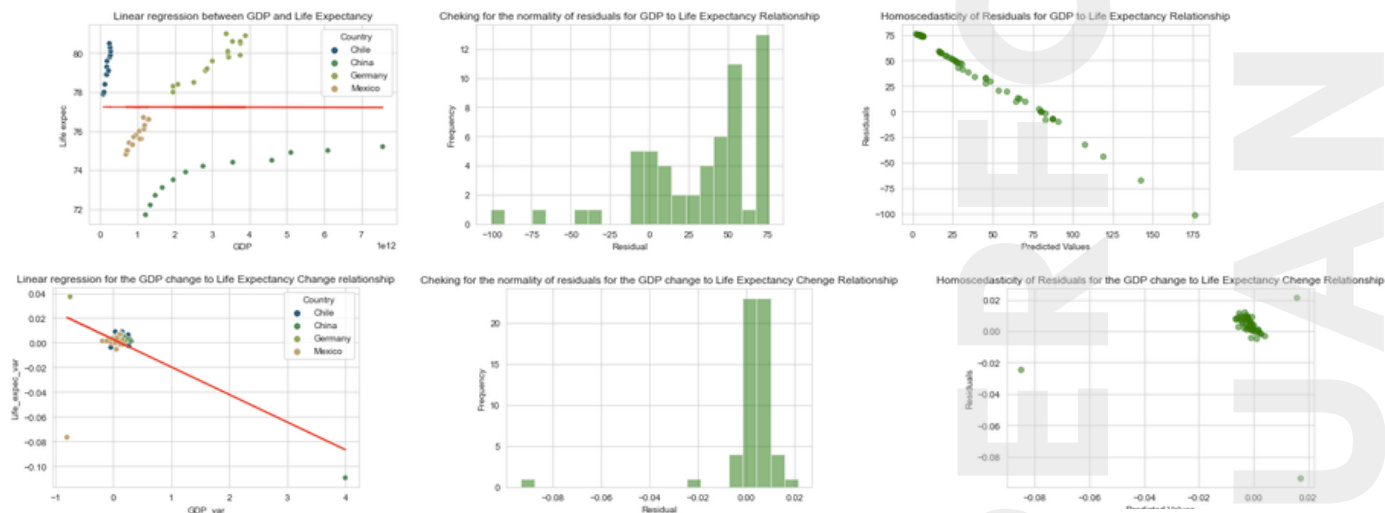 Linear regression between GDP and Life Expectancy
Cheking for the normality of residuals for GDP to Life Expectancy Relationship
Homoscedasticity of Residuals for GDP to Life Expectancy Relationship
80
78
76
74
72
Life expec
Country
Chile
China
Germany
Mexico
0 1 2 3 4 5 6 7
1e12
GDP
12
10
8
6
4
2
0
Frequency
−100 −75 −50 −25 0 25 50 75
Residual
75
50
25
0
−25
−50
−75
−100
Residuals
0 25 50 75 100 125 150 175
Predicted Values
Linear regression for the GDP change to Life Expectancy Change relationship
Cheking for the normality of residuals for the GDP change to Life Expectancy Chenge Relationship
Homoscedasticity of Residuals for the GDP change to Life Expectancy Chenge Relationship
0.04
0.02
0.00
−0.02
−0.04
−0.06
−0.08
−0.10
Life_expec_var
Country
Chile
China
Germany
Mexico
−1 0 1 2 3 4
GDP_var
20
15
10
5
0
Frequency
−0.08 −0.06 −0.04 −0.02 0.00 0.02
Residual
0.02
0.00
−0.02
−0.04
−0.06
−0.08
Residuals
−0.08 −0.06 −0.04 −0.02 0.00 0.02
Predicted Values
UAN